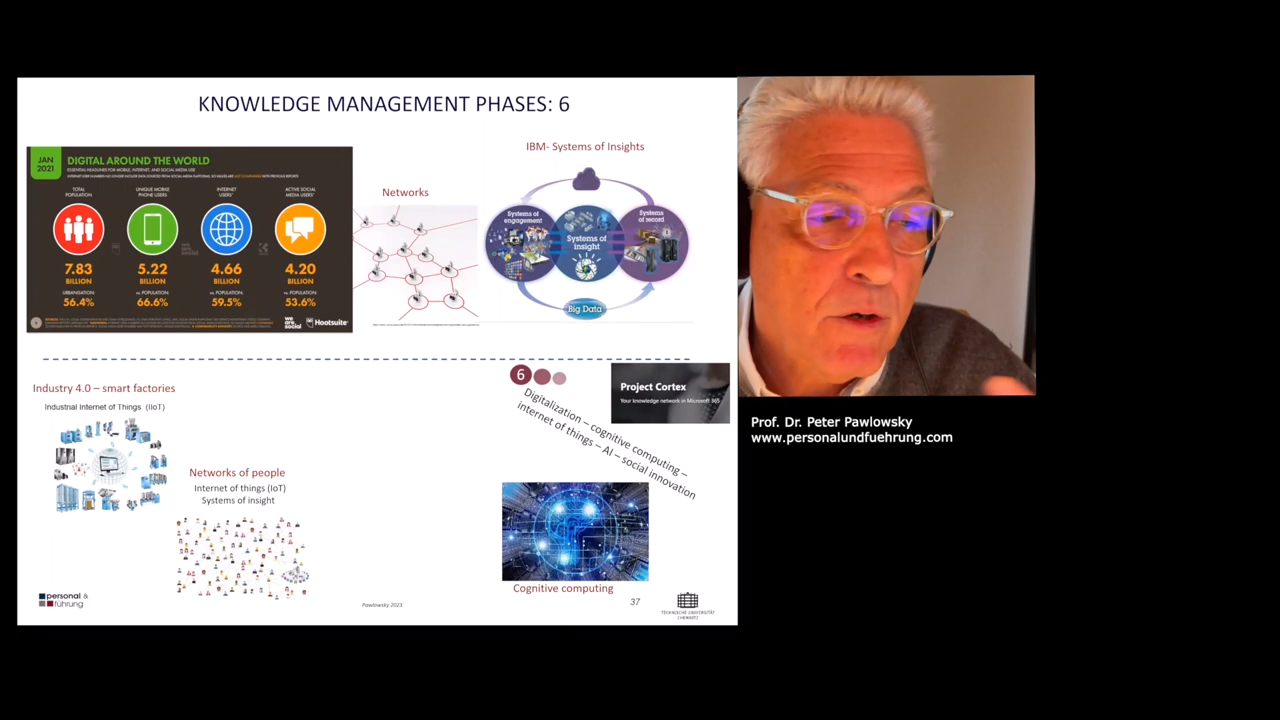 KNOWLEDGE MANAGEMENT PHASES: 6
JAN
2021
DIGITAL AROUND THE WORLD
ESSENTIAL HEADLINES FOR MOBILE, INTERNET, AND SOCIAL MEDIA USE
TOTAL
POPULATION
UNIQUE MOBILE
PHONE USERS
INTERNET
USERS*
ACTIVE SOCIAL
MEDIA USERS*
7.83
BILLION
5.22
BILLION
4.66
BILLION
4.20
BILLION
URBANISATION:
56.4%
vs. POPULATION:
66.6%
vs. POPULATION:
59.5%
vs. POPULATION:
53.6%
we
are.
social
Hootsuite
Networks
IBM- Systems of Insights
Systems of
engagement
Systems of
insight
Systems
of record
Big Data
Industry 4.0 – smart factories
Industrial Internet of Things (IIoT)
Networks of people
Internet of things (IoT)
Systems of insight
6
Digitalization – cognitive computing –
internet of things – AI – social innovation
Project Cortex
Your knowledge network in Microsoft 365
Cognitive computing
personal &
führung
Pawlowsky 2023
37
TECHNISCHE UNIVERSITÄT
CHEMNITZ
Prof. Dr. Peter Pawlowsky
www.personalundfuehrung.com